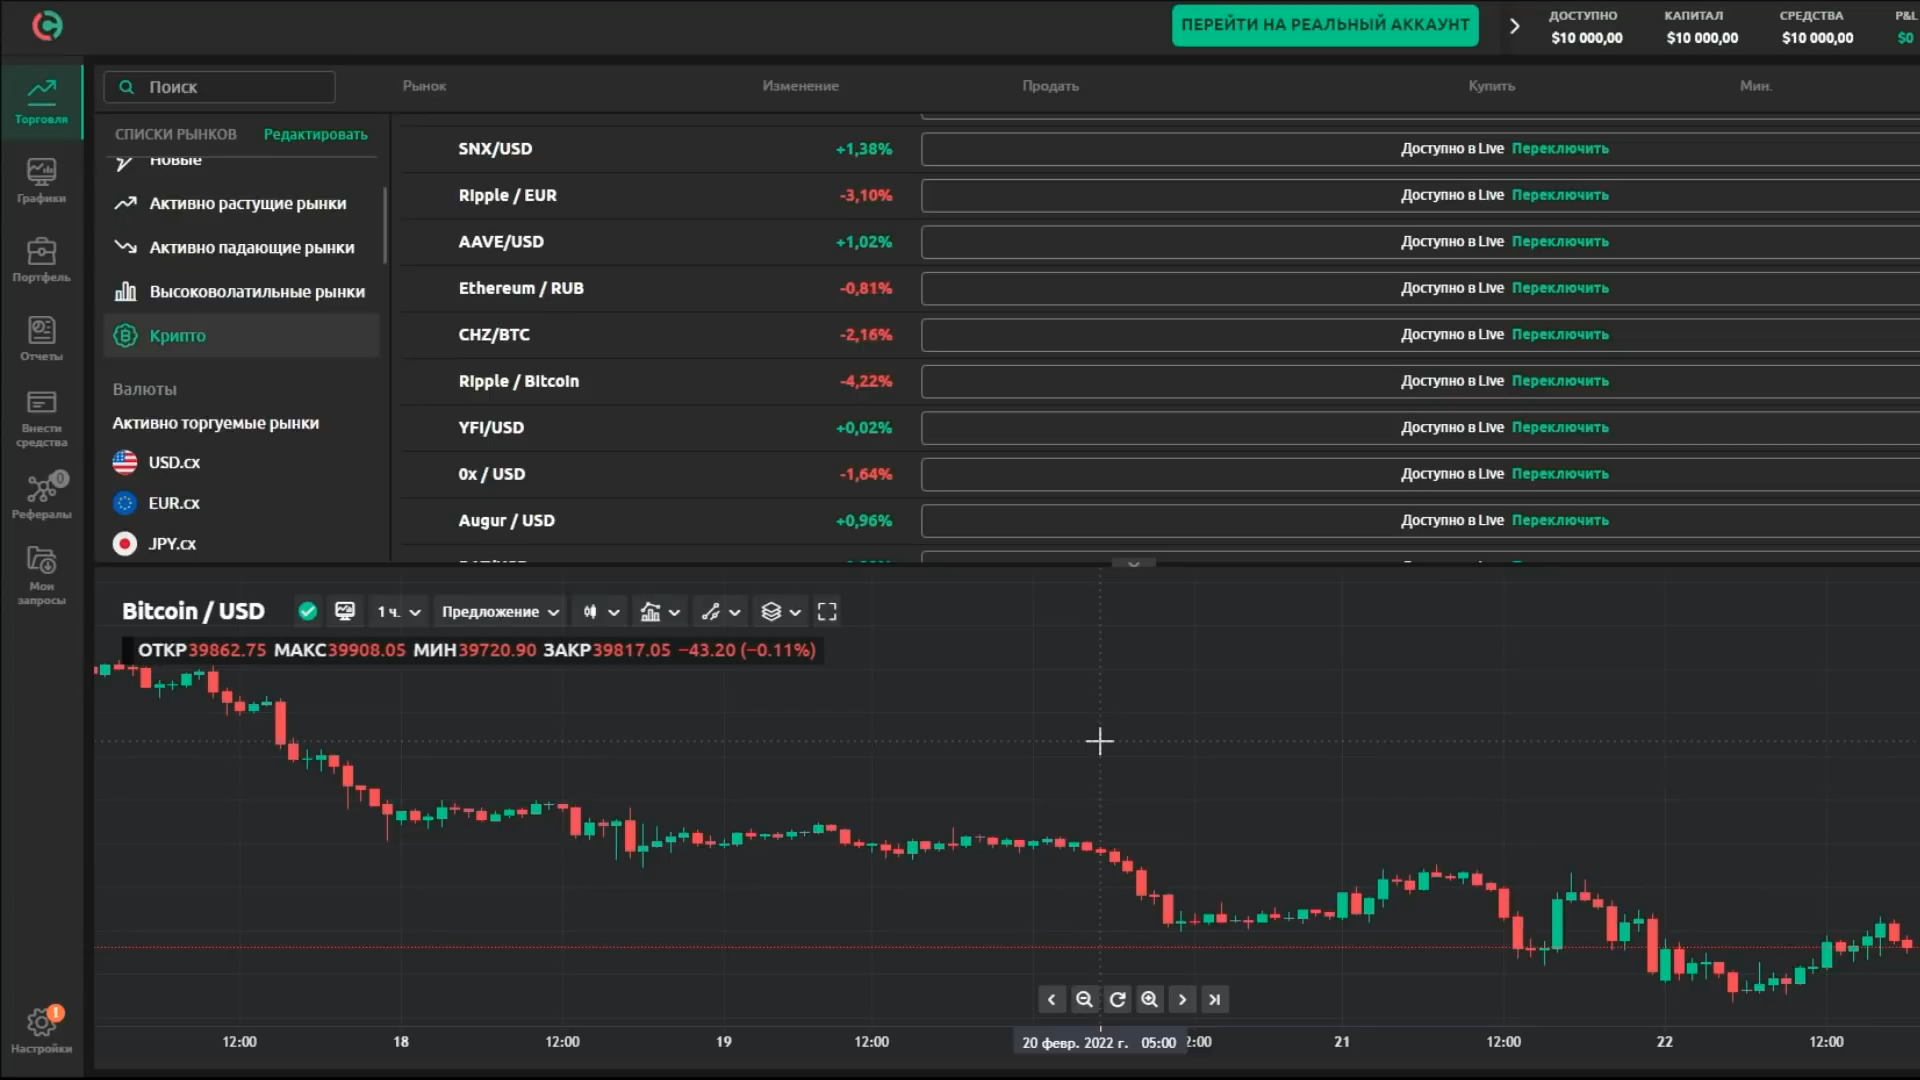 ПЕРЕЙТИ НА РЕАЛЬНЫЙ АККАУНТ
ДОСТУПНО КАПИТАЛ СРЕДСТВА P&L
$10 000,00 $10 000,00 $10 000,00 $0
Торговля
Графики
Портфель
Отчеты
Внести
средства
0
Рефералы
Мои
запросы
Настройки
Поиск
СПИСКИ РЫНКОВ Редактировать
Новые
Активно растущие рынки
Активно падающие рынки
Высоковолатильные рынки
Крипто
Валюты
Активно торгуемые рынки
USD.cx
EUR.cx
JPY.cx
Рынок Изменение Продать Купить Мин.
SNX/USD +1,38% Доступно в Live Переключить
Ripple / EUR -3,10% Доступно в Live Переключить
AAVE/USD +1,02% Доступно в Live Переключить
Ethereum / RUB -0,81% Доступно в Live Переключить
CHZ/BTC -2,16% Доступно в Live Переключить
Ripple / Bitcoin -4,22% Доступно в Live Переключить
YFI/USD +0,02% Доступно в Live Переключить
0x / USD -1,64% Доступно в Live Переключить
Augur / USD +0,96% Доступно в Live Переключить
Bitcoin / USD 1 ч. Предложение
ОТКР39862.75 МАКС39908.05 МИН39720.90 ЗАКР39817.05 −43.20 (−0.11%)
12:00 18 12:00 19 12:00 20 февр. 2022 г. 05:00 2:00 21 12:00 22 12:00